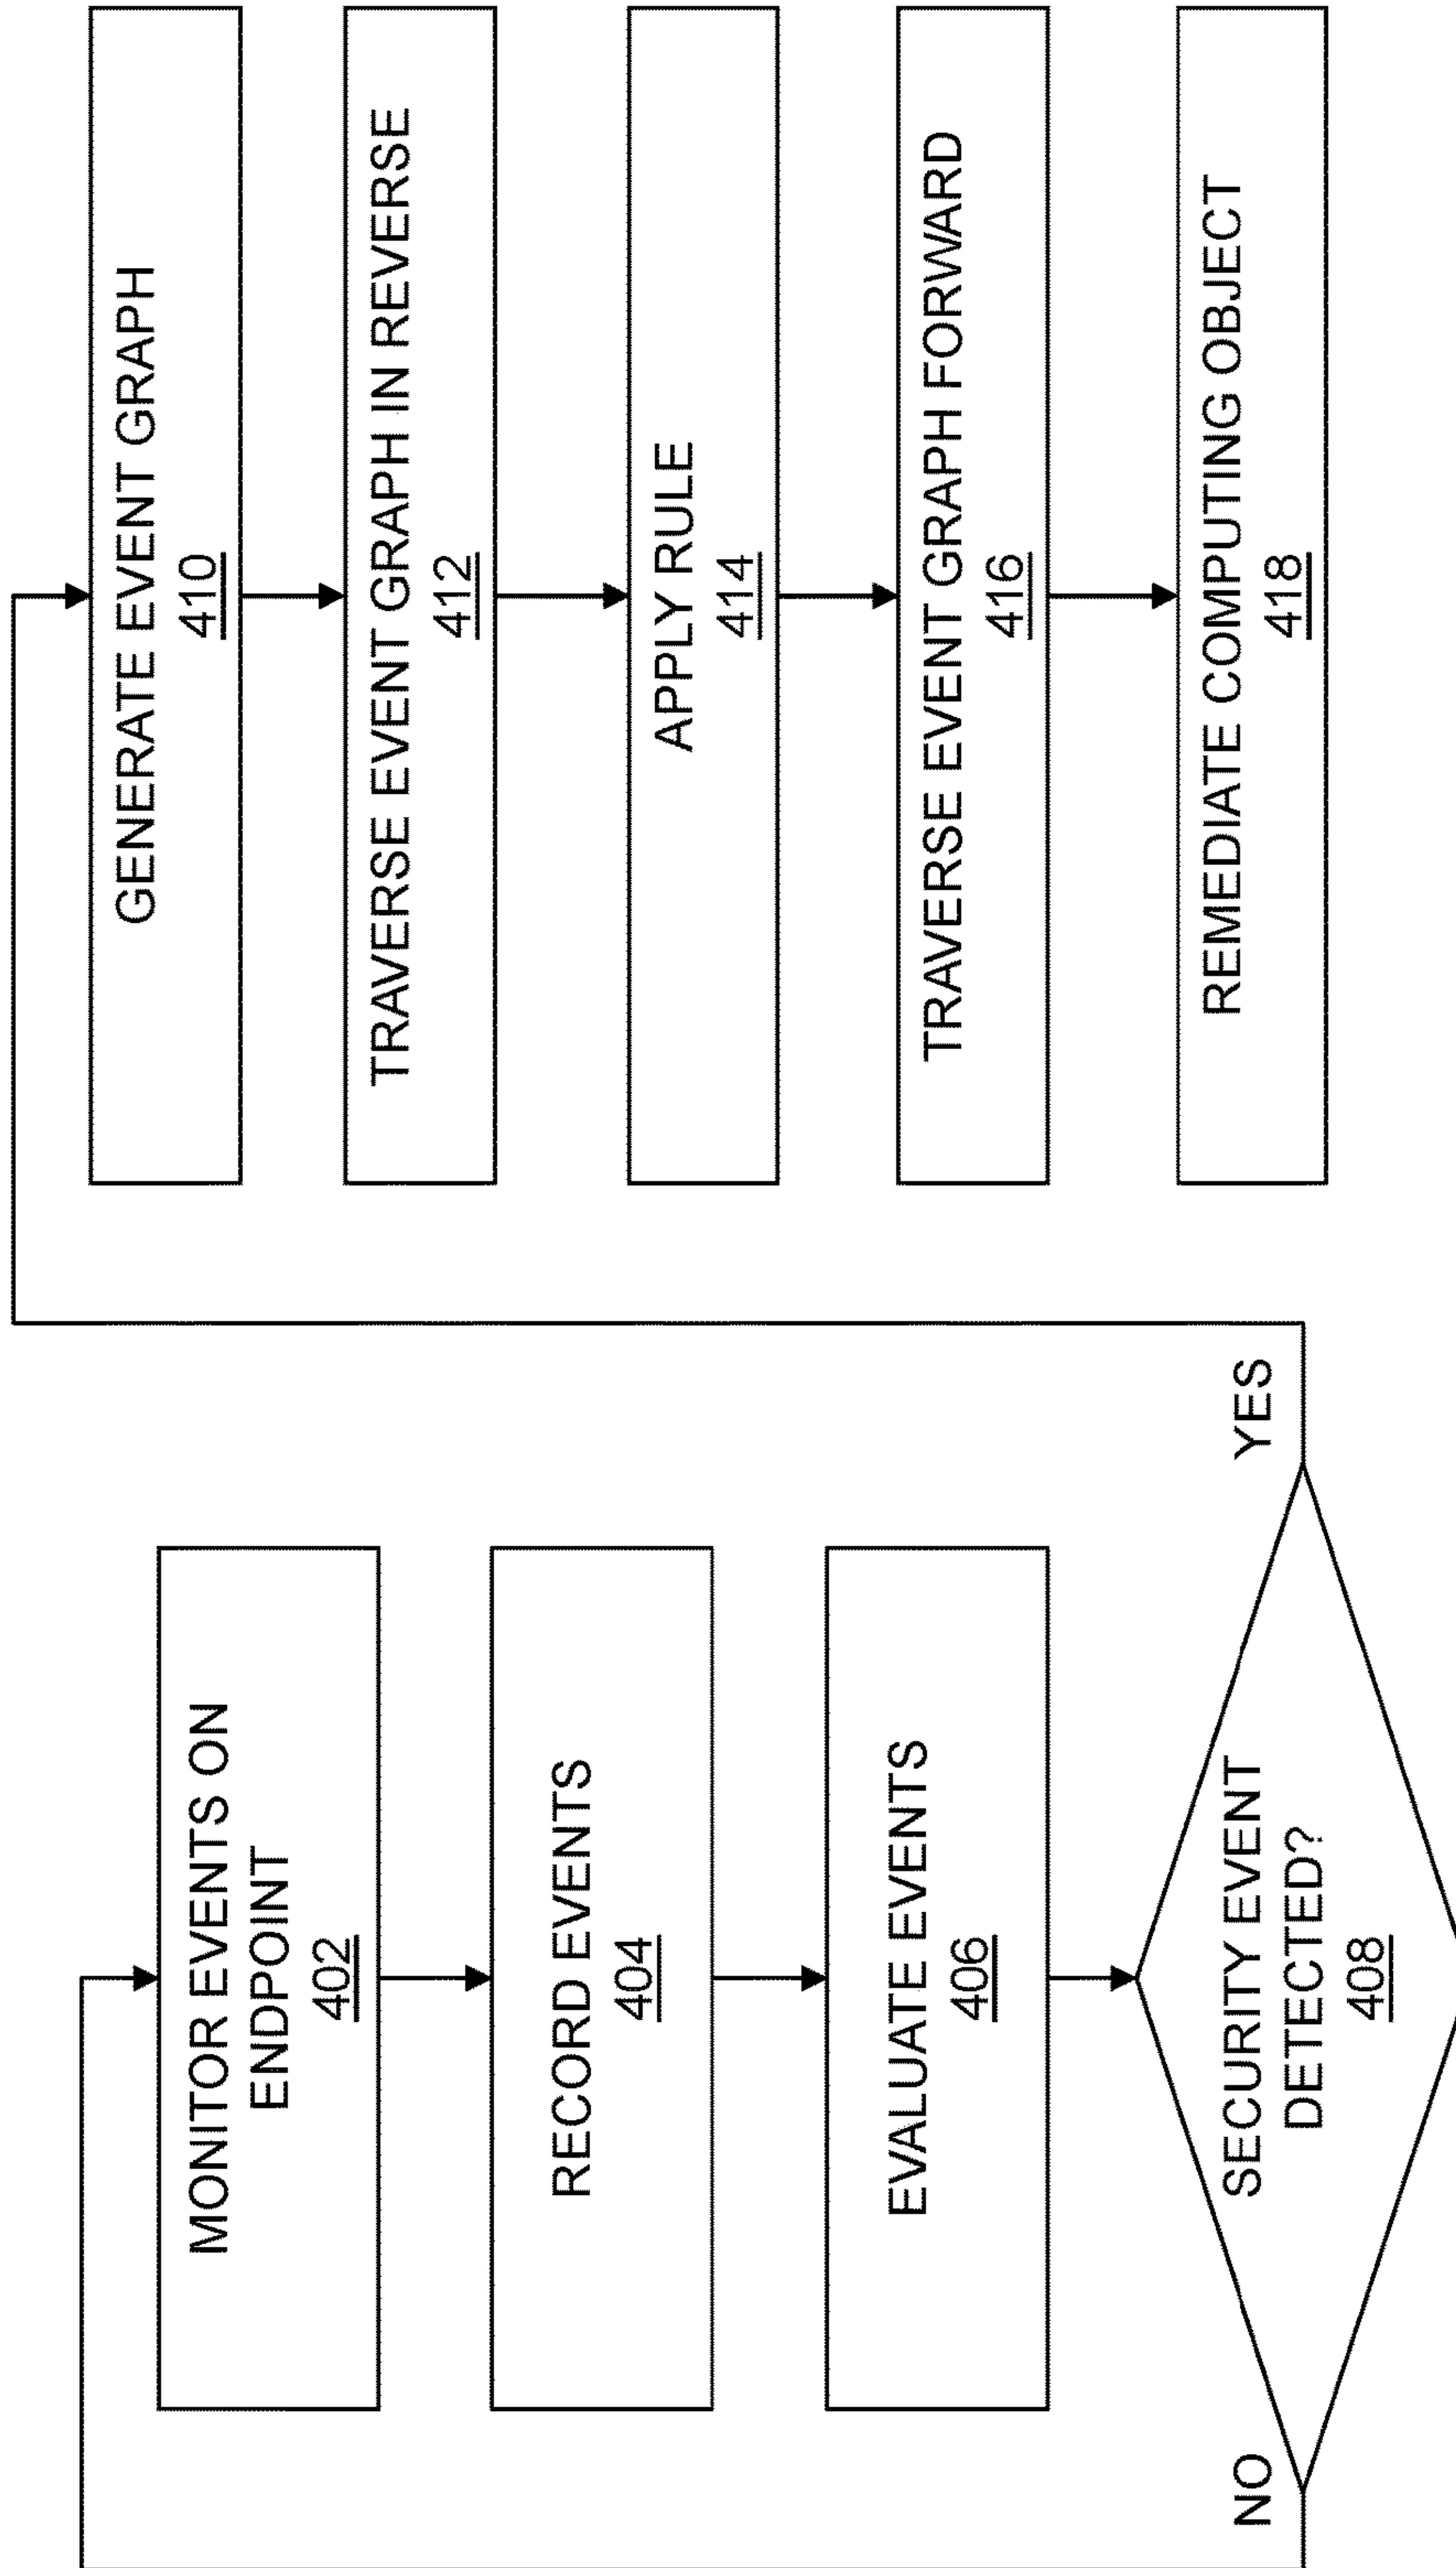 MONITOR EVENTS ON
ENDPOINT
402
RECORD EVENTS
404
EVALUATE EVENTS
406
SECURITY EVENT
DETECTED?
408
NO
YES
GENERATE EVENT GRAPH
410
TRAVERSE EVENT GRAPH IN REVERSE
412
APPLY RULE
414
TRAVERSE EVENT GRAPH FORWARD
416
REMEDIATE COMPUTING OBJECT
418